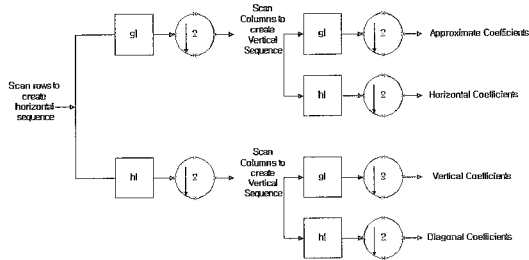 Scan
Columns to
create
Vertical
Sequence
gl
2
gl
2
Approximate Coefficients
Scan rows to
create
horizontal
sequence
hl
2
Horizontal Coefficients
Scan
Columns to
create
Vertical
Sequence
hl
2
gl
2
Vertical Coefficients
hl
2
Diagonal Coefficients